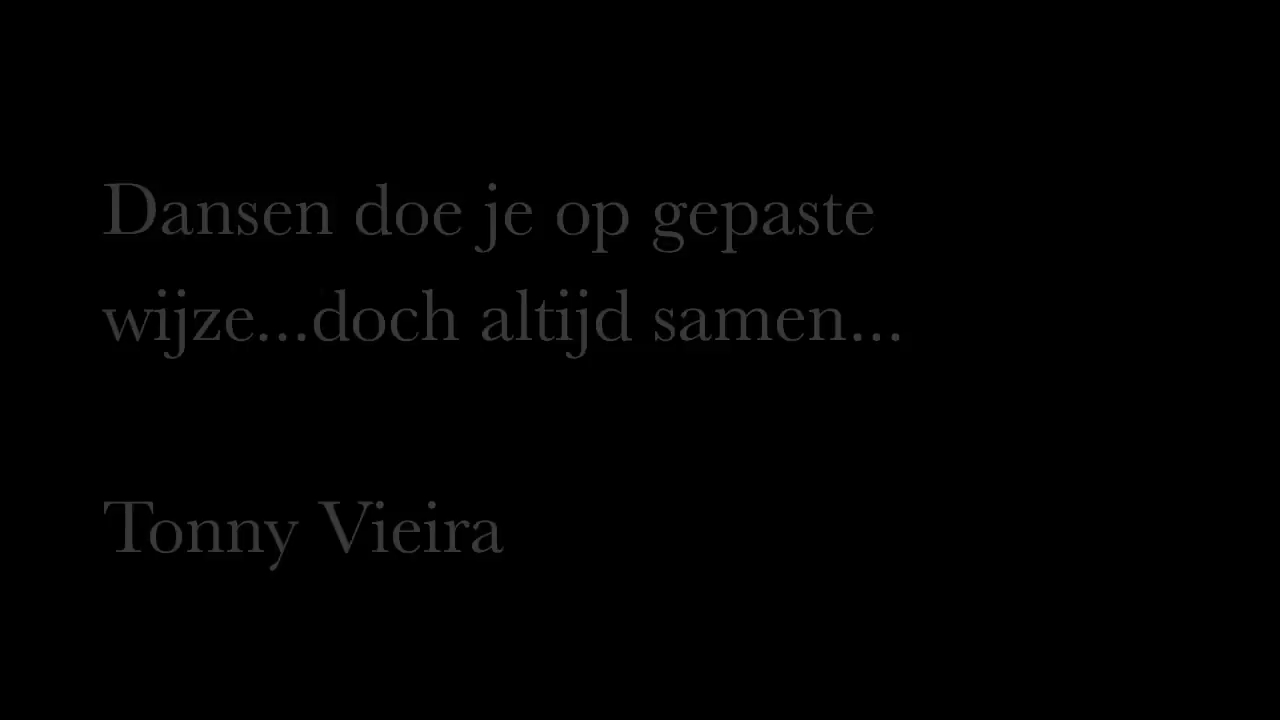 Dansen doe je op gepaste
wijze...doch altijd samen...
Tonny Vieira